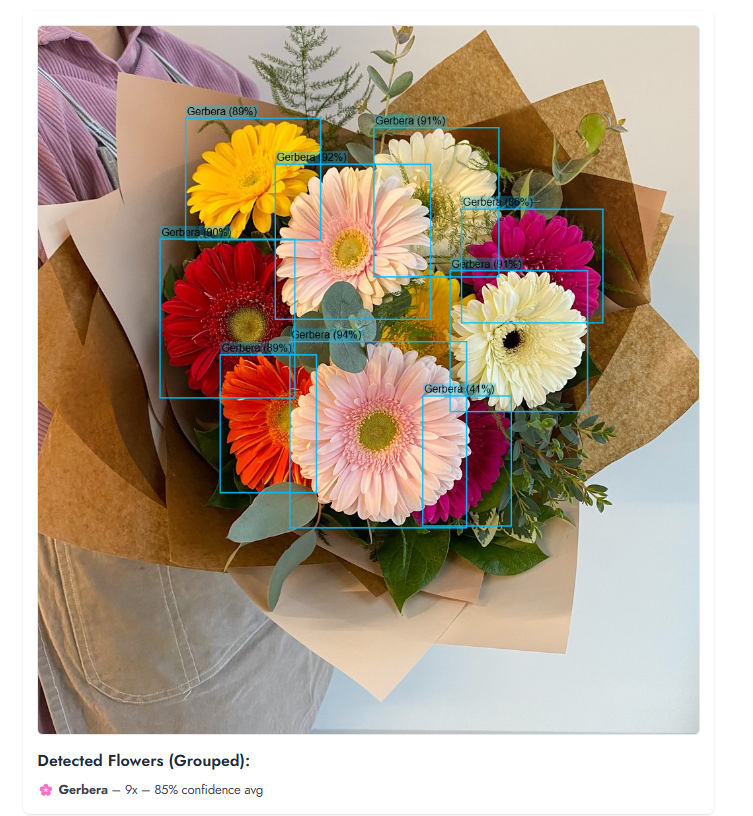 Gerbera (89%)
Gerbera (91%)
Gerbera (92%)
Gerbera (86%)
Gerbera (90%)
Gerbera (91%)
Gerbera (94%)
Gerbera (89%)
Gerbera (41%)
Detected Flowers (Grouped):
Gerbera – 9x – 85% confidence avg